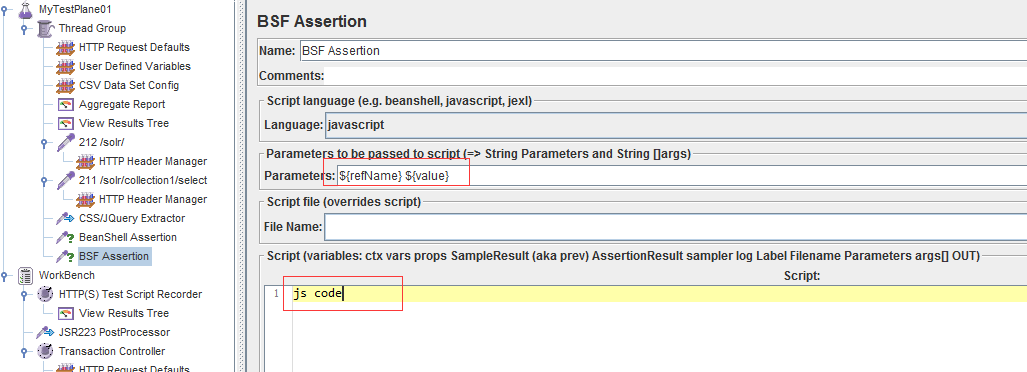 MyTestPlane01
Thread Group
HTTP Request Defaults
User Defined Variables
CSV Data Set Config
Aggregate Report
View Results Tree
212 /solr/
HTTP Header Manager
211 /solr/collection1/select
HTTP Header Manager
CSS/JQuery Extractor
BeanShell Assertion
BSF Assertion
WorkBench
HTTP(S) Test Script Recorder
View Results Tree
JSR223 PostProcessor
Transaction Controller
HTTP Request Defaults
BSF Assertion
Name: BSF Assertion
Comments:
Script language (e.g. beanshell, javascript, jexl)
Language: javascript
Parameters to be passed to script (=> String Parameters and String []args)
Parameters: ${refName} ${value}
Script file (overrides script)
File Name:
Script (variables: ctx vars props SampleResult (aka prev) AssertionResult sampler log Label Filename Parameters args[] OUT)
Script:
1 js code